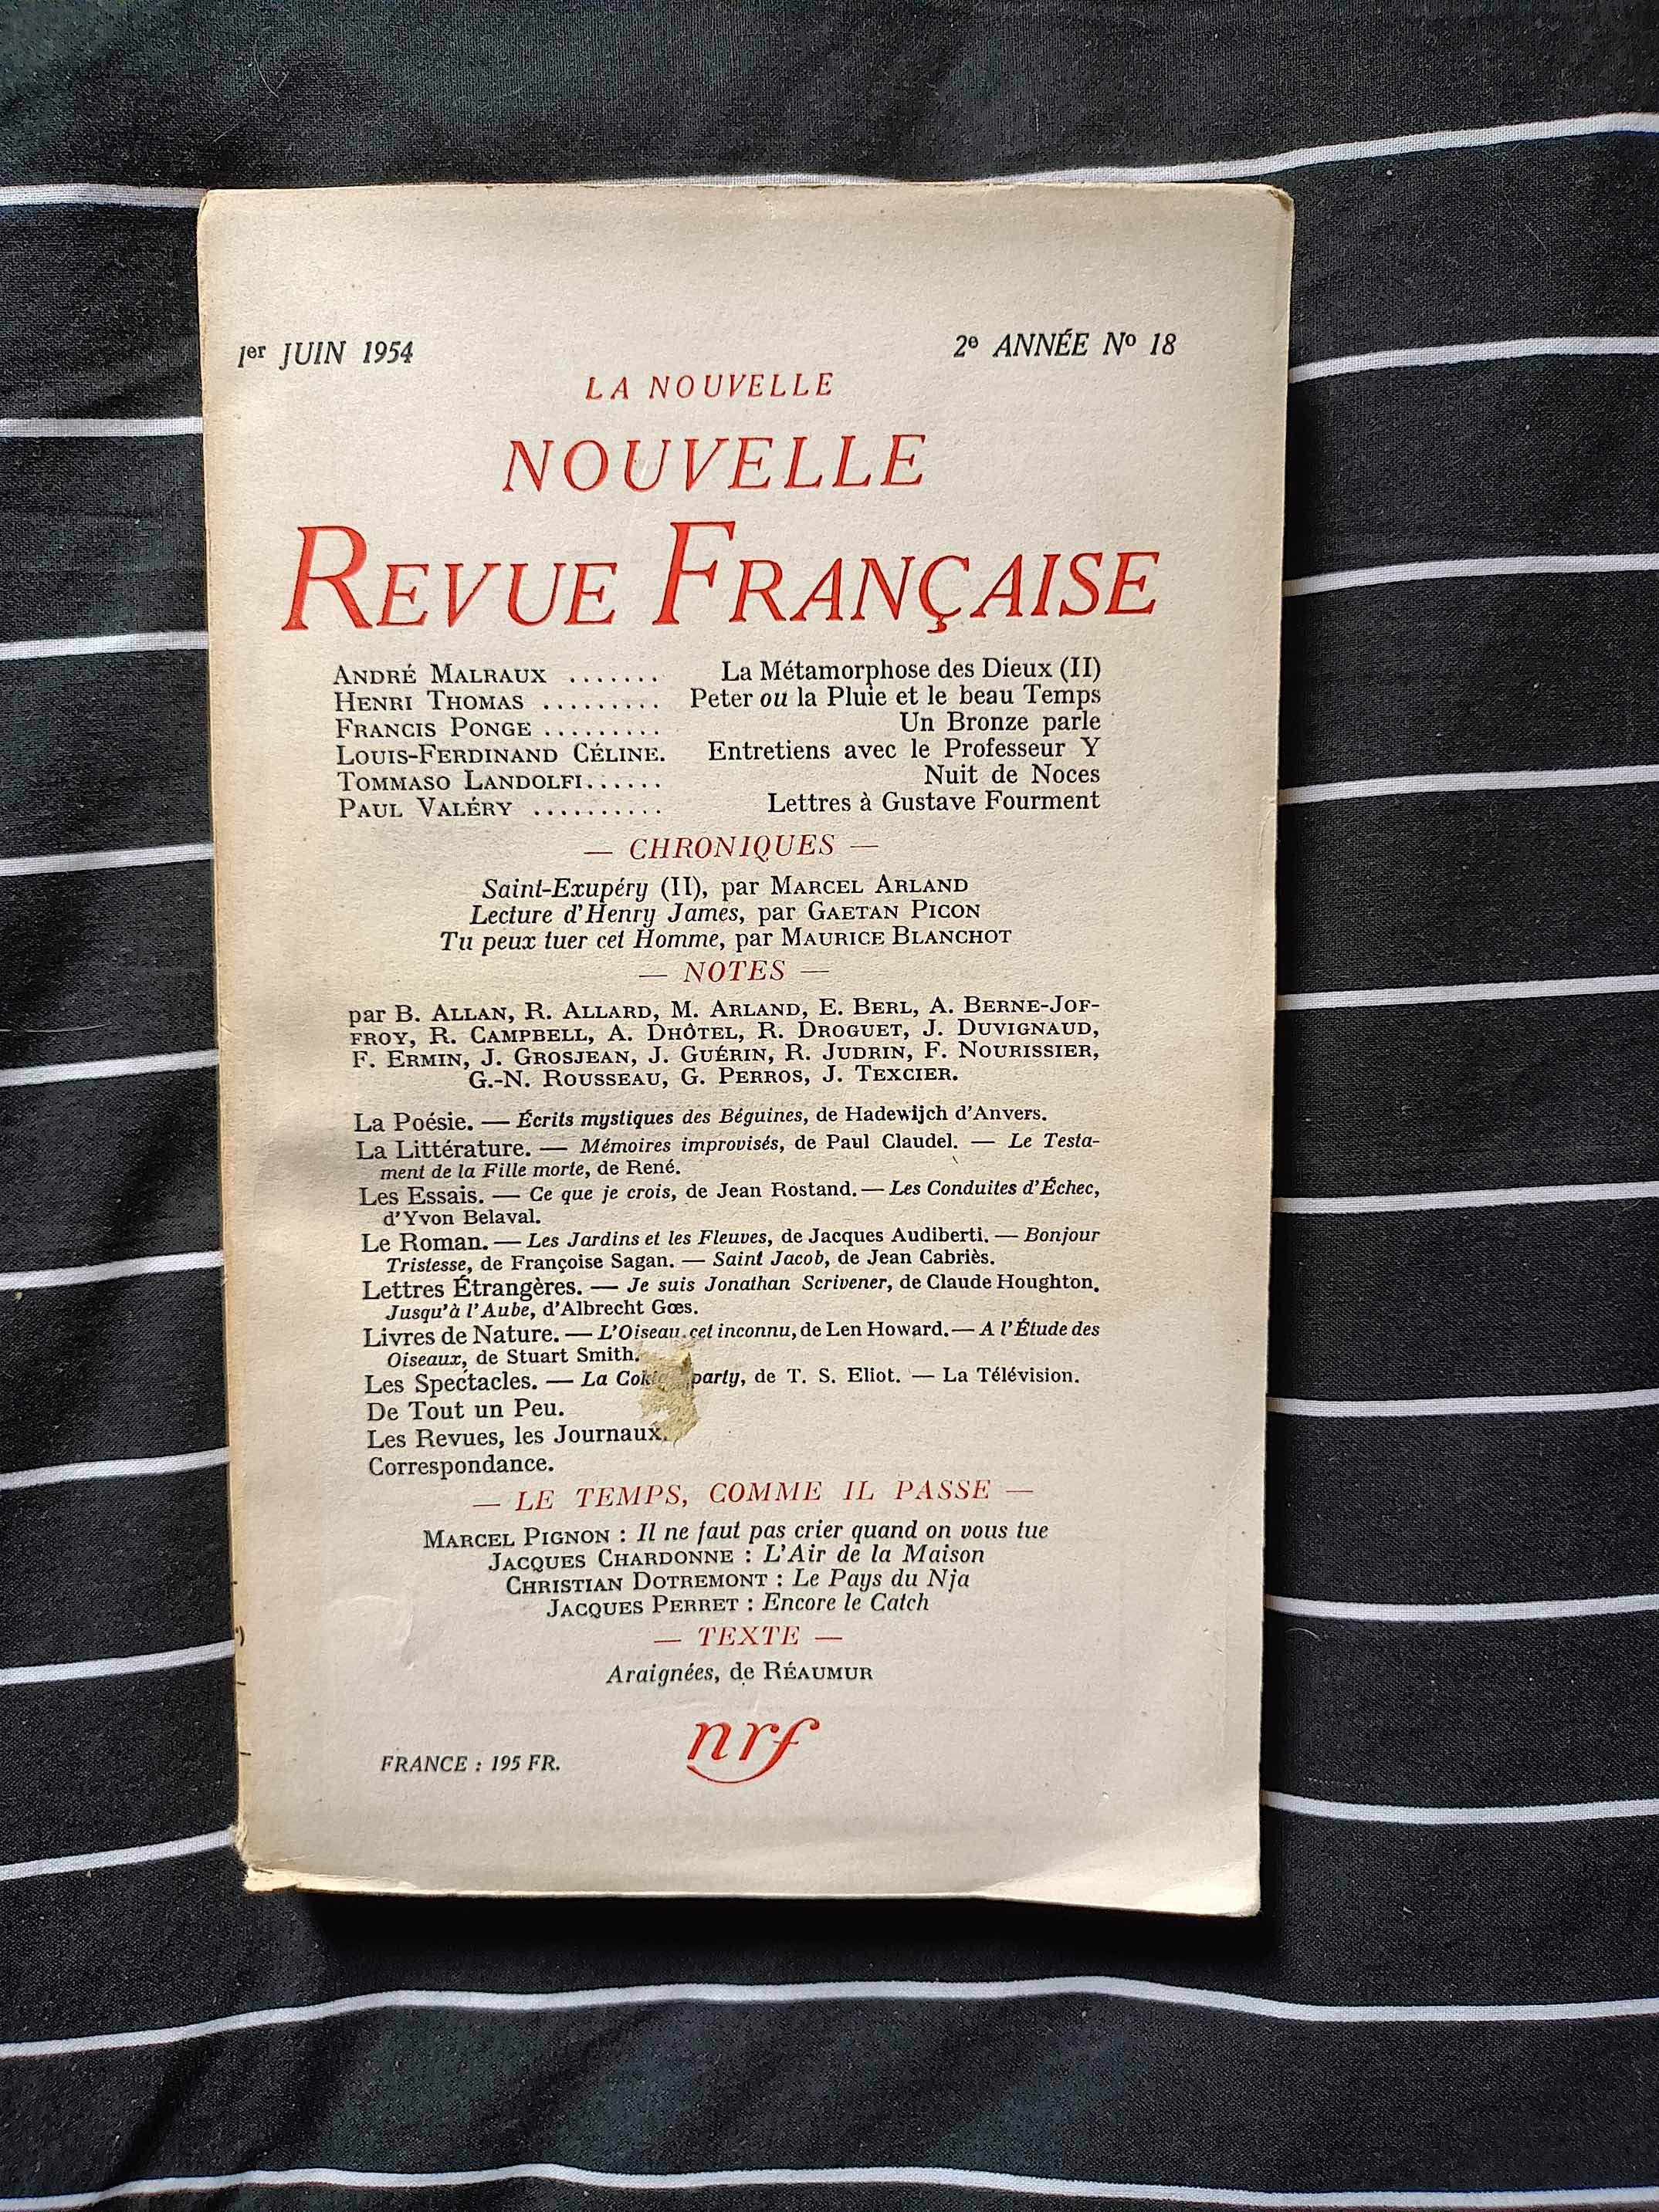 1er JUIN 1954
2e ANNÉE No 18
LA NOUVELLE
NOUVELLE
REVUE FRANÇAISE
ANDRÉ MALRAUX ....... La Métamorphose des Dieux (II)
HENRI THOMAS ......... Peter ou la Pluie et le beau Temps
FRANCIS PONGE ......... Un Bronze parle
LOUIS-FERDINAND CÉLINE. Entretiens avec le Professeur Y
TOMMASO LANDOLFI...... Nuit de Noces
PAUL VALÉRY .......... Lettres à Gustave Fourment
— CHRONIQUES —
Saint-Exupéry (II), par MARCEL ARLAND
Lecture d'Henry James, par GAETAN PICON
Tu peux tuer cet Homme, par MAURICE BLANCHOT
— NOTES —
par B. ALLAN, R. ALLARD, M. ARLAND, E. BERL, A. BERNE-JOF-
FROY, R. CAMPBELL, A. DHÔTEL, R. DROGUET, J. DUVIGNAUD,
F. ERMIN, J. GROSJEAN, J. GUÉRIN, R. JUDRIN, F. NOURISSIER,
G.-N. ROUSSEAU, G. PERROS, J. TEXCIER.
La Poésie. — Écrits mystiques des Béguines, de Hadewijch d'Anvers.
La Littérature. — Mémoires improvisés, de Paul Claudel. — Le Testa-
ment de la Fille morte, de René.
Les Essais. — Ce que je crois, de Jean Rostand. — Les Conduites d'Échec,
d'Yvon Belaval.
Le Roman. — Les Jardins et les Fleuves, de Jacques Audiberti. — Bonjour
Tristesse, de Françoise Sagan. — Saint Jacob, de Jean Cabriès.
Lettres Étrangères. — Je suis Jonathan Scrivener, de Claude Houghton.
Jusqu'à l'Aube, d'Albrecht Gœs.
Livres de Nature. — L'Oiseau, cet inconnu, de Len Howard. — A l'Étude des
Oiseaux, de Stuart Smith.
Les Spectacles. — La party, de T. S. Eliot. — La Télévision.
De Tout un Peu.
Les Revues, les Journaux.
Correspondance.
— LE TEMPS, COMME IL PASSE —
MARCEL PIGNON : Il ne faut pas crier quand on vous tue
JACQUES CHARDONNE : L'Air de la Maison
CHRISTIAN DOTREMONT : Le Pays du Nja
JACQUES PERRET : Encore le Catch
— TEXTE —
Araignées, de RÉAUMUR
nrf
FRANCE : 195 FR.